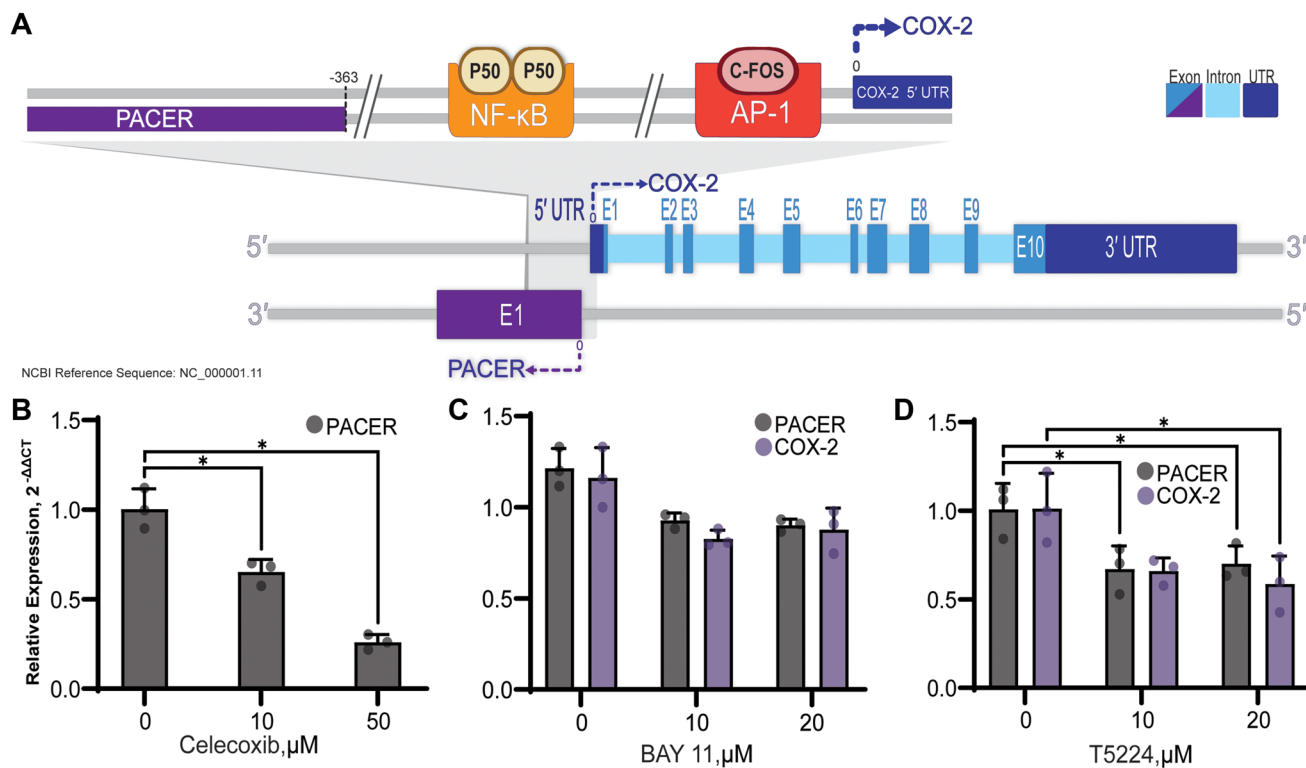 A
COX-2
0
-363
P50 P50
C-FOS
PACER
NF-κB
AP-1
COX-2 5' UTR
Exon Intron UTR
COX-2
5' UTR 0 E1 E2 E3 E4 E5 E6 E7 E8 E9
5' E10 3' UTR 3'
3' E1 5'
0
PACER
NCBI Reference Sequence: NC_000001.11
B
Relative Expression, 2^-ΔΔCT
1.5
1.0
0.5
0.0
PACER
*
*
0 10 50
Celecoxib,µM
C
1.5
1.0
0.5
0.0
PACER
COX-2
0 10 20
BAY 11,µM
D
1.5
1.0
0.5
0.0
*
*
*
PACER
COX-2
0 10 20
T5224,µM